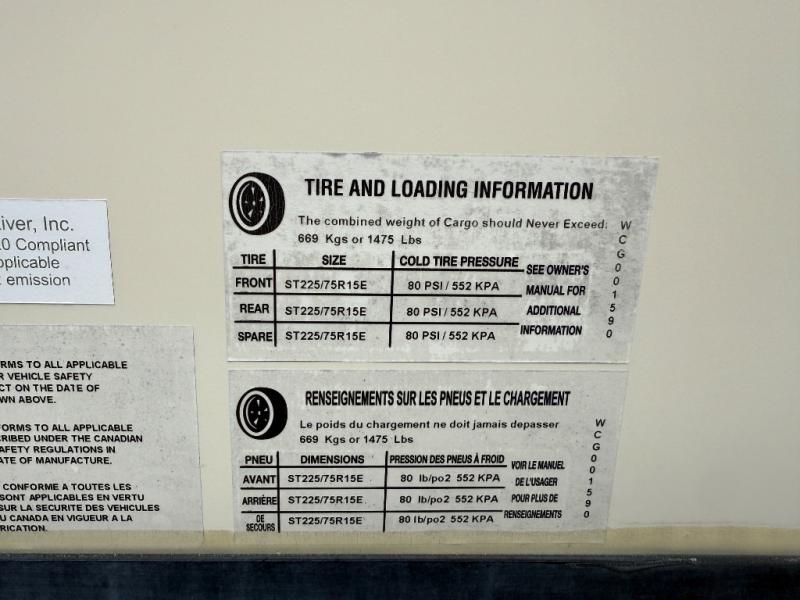 iver, Inc.
0 Compliant
plicable
emission
RMS TO ALL APPLICABLE
R VEHICLE SAFETY
CT ON THE DATE OF
WN ABOVE.
ORMS TO ALL APPLICABLE
RIBED UNDER THE CANADIAN
AFETY REGULATIONS IN
ATE OF MANUFACTURE.
CONFORME A TOUTES LES
SONT APPLICABLES EN VERTU
SUR LA SECURITE DES VEHICULES
U CANADA EN VIGUEUR A LA
RICATION.
TIRE AND LOADING INFORMATION
The combined weight of Cargo should Never Exceed:
669 Kgs or 1475 Lbs
TIRE SIZE COLD TIRE PRESSURE SEE OWNER'S
FRONT ST225/75R15E 80 PSI / 552 KPA MANUAL FOR
REAR ST225/75R15E 80 PSI / 552 KPA ADDITIONAL
SPARE ST225/75R15E 80 PSI / 552 KPA INFORMATION
WCG001590
RENSEIGNEMENTS SUR LES PNEUS ET LE CHARGEMENT
Le poids du chargement ne doit jamais depasser
669 Kgs or 1475 Lbs
PNEU DIMENSIONS PRESSION DES PNEUS À FROID VOIR LE MANUEL
AVANT ST225/75R15E 80 lb/po2 552 KPA DE L'USAGER
ARRIÈRE ST225/75R15E 80 lb/po2 552 KPA POUR PLUS DE
DE SECOURS ST225/75R15E 80 lb/po2 552 KPA RENSEIGNEMENTS
WCG001590